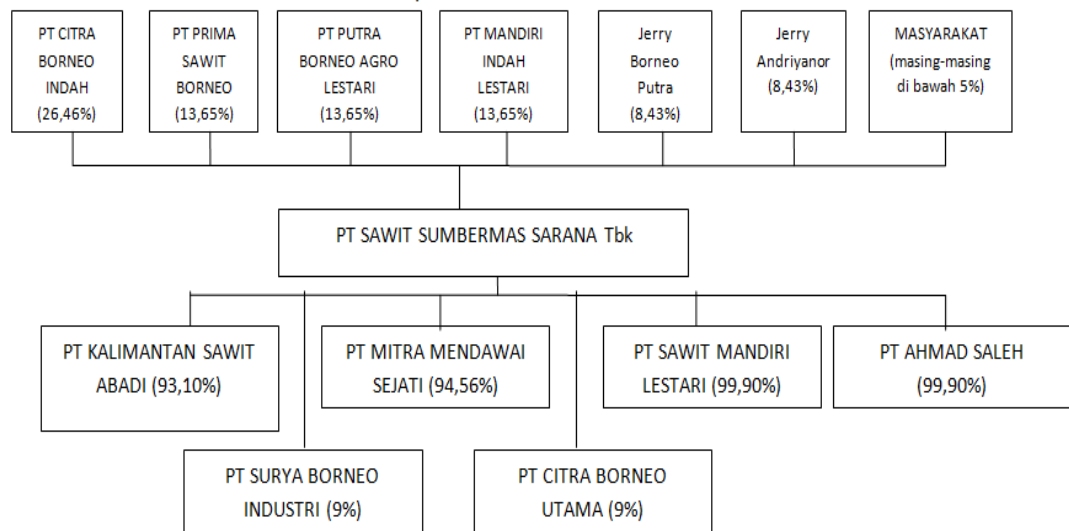 PT CITRA
BORNEO
INDAH
(26,46%)
PT PRIMA
SAWIT
BORNEO
(13,65%)
PT PUTRA
BORNEO AGRO
LESTARI
(13,65%)
PT MANDIRI
INDAH
LESTARI
(13,65%)
Jerry
Borneo
Putra
(8,43%)
Jerry
Andriyanor
(8,43%)
MASYARAKAT
(masing-masing
di bawah 5%)
PT SAWIT SUMBERMAS SARANA Tbk
PT KALIMANTAN SAWIT
ABADI (93,10%)
PT MITRA MENDAWAI
SEJATI (94,56%)
PT SAWIT MANDIRI
LESTARI (99,90%)
PT AHMAD SALEH
(99,90%)
PT SURYA BORNEO
INDUSTRI (9%)
PT CITRA BORNEO
UTAMA (9%)